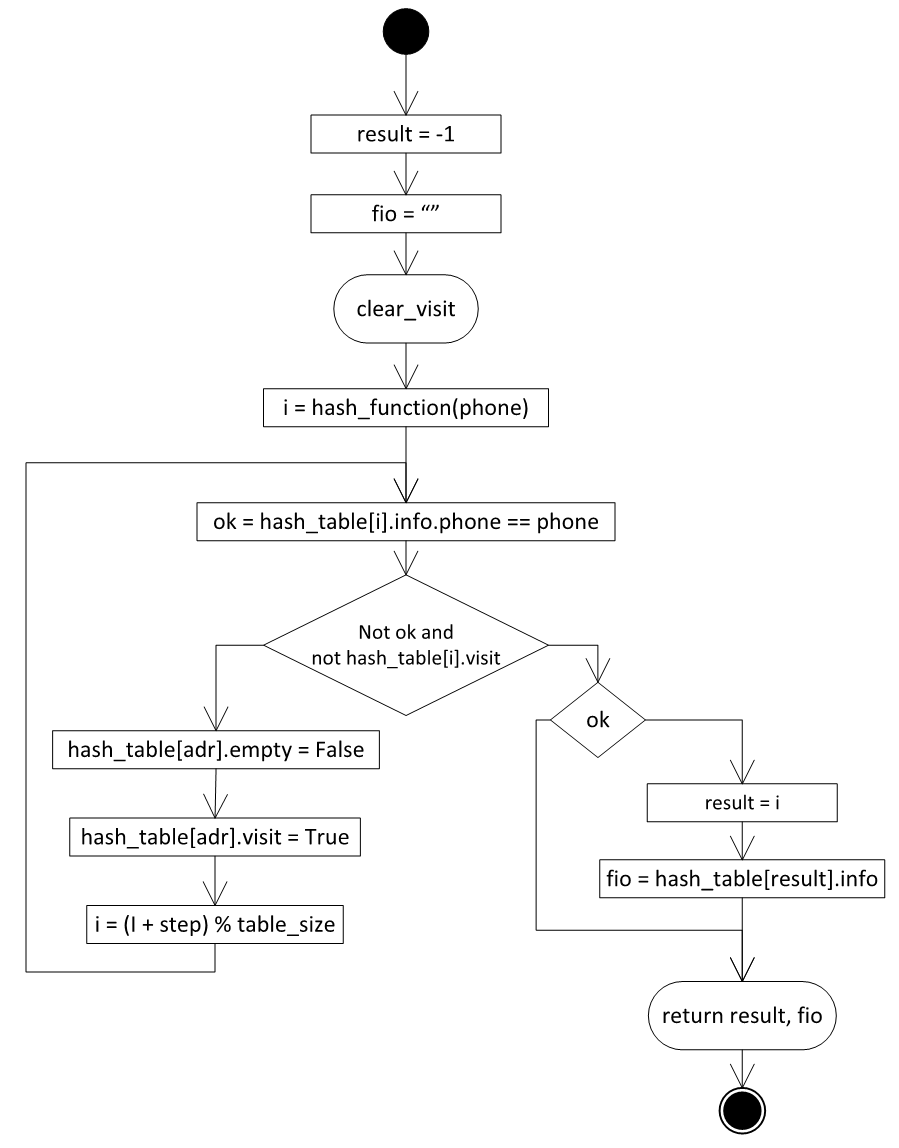 result = -1
fio = “”
clear_visit
i = hash_function(phone)
ok = hash_table[i].info.phone == phone
Not ok and
not hash_table[i].visit
hash_table[adr].empty = False
hash_table[adr].visit = True
i = (I + step) % table_size
ok
result = i
fio = hash_table[result].info
return result, fio